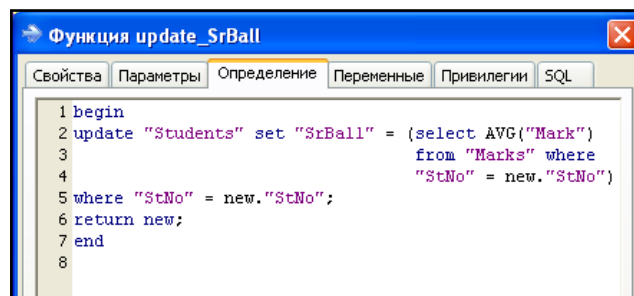 Функция update_SrBall
Свойства Параметры Определение Переменные Привилегии SQL
1 begin
2 update "Students" set "SrBall" = (select AVG("Mark")
3 from "Marks" where
4 "StNo" = new."StNo")
5 where "StNo" = new."StNo";
6 return new;
7 end
8